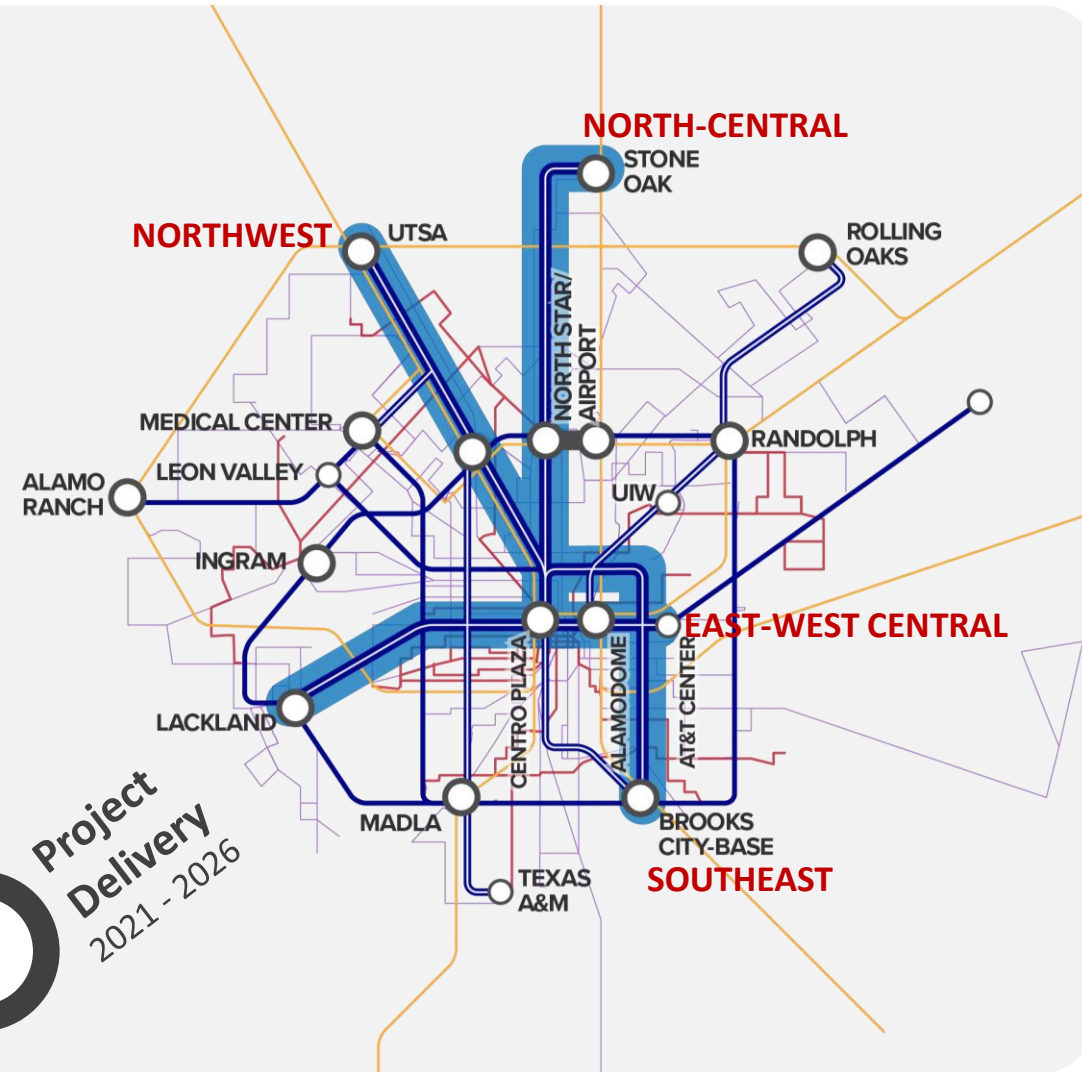 NORTH-CENTRAL
STONE
OAK
NORTHWEST
UTSA
ROLLING
OAKS
NORTH STAR/
AIRPORT
MEDICAL CENTER
RANDOLPH
LEON VALLEY
ALAMO
RANCH
UIW
INGRAM
EAST-WEST CENTRAL
CENTRO PLAZA
ALAMODOME
AT&T CENTER
LACKLAND
MADLA
BROOKS
CITY-BASE
SOUTHEAST
TEXAS
A&M
Project
Delivery
2021 - 2026